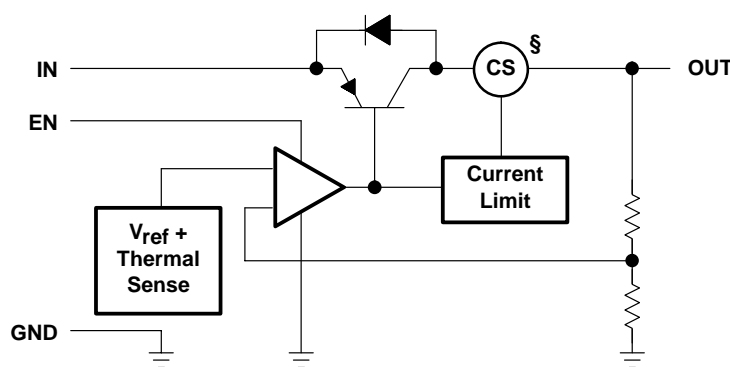 §
IN
CS
OUT
EN
Current
Limit
Vref +
Thermal
Sense
GND